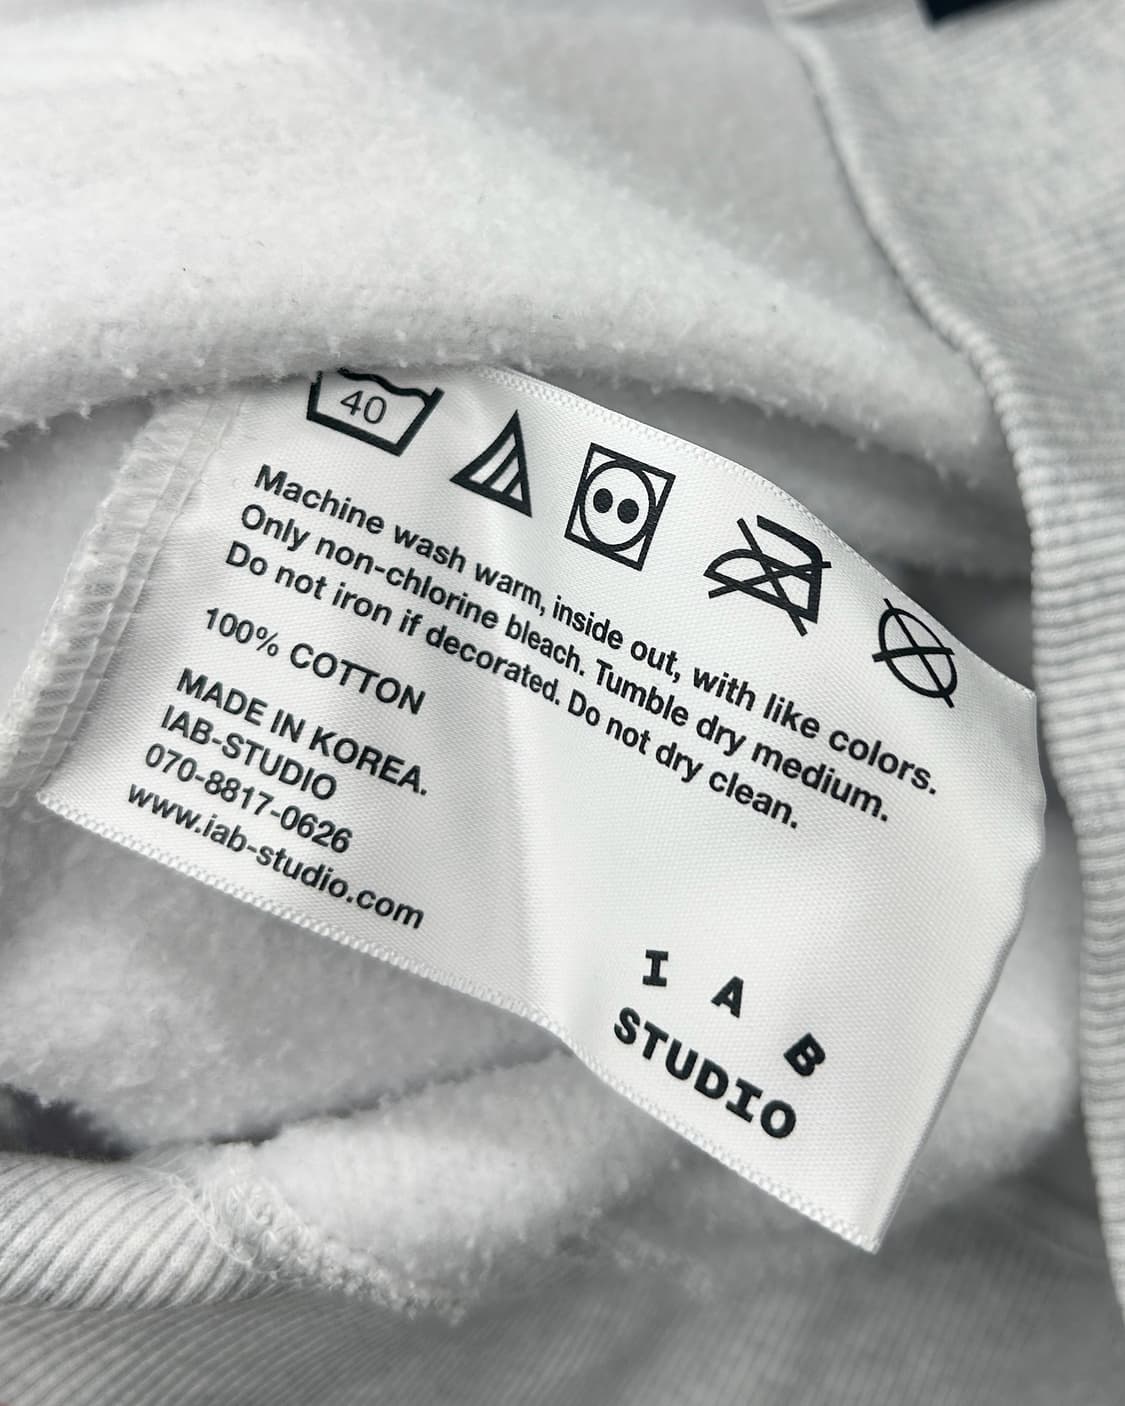 40
Machine wash warm, inside out, with like colors.
Only non-chlorine bleach. Tumble dry medium.
Do not iron if decorated. Do not dry clean.
100% COTTON
MADE IN KOREA.
IAB-STUDIO
070-8817-0626
www.iab-studio.com
I A B
STUDIO